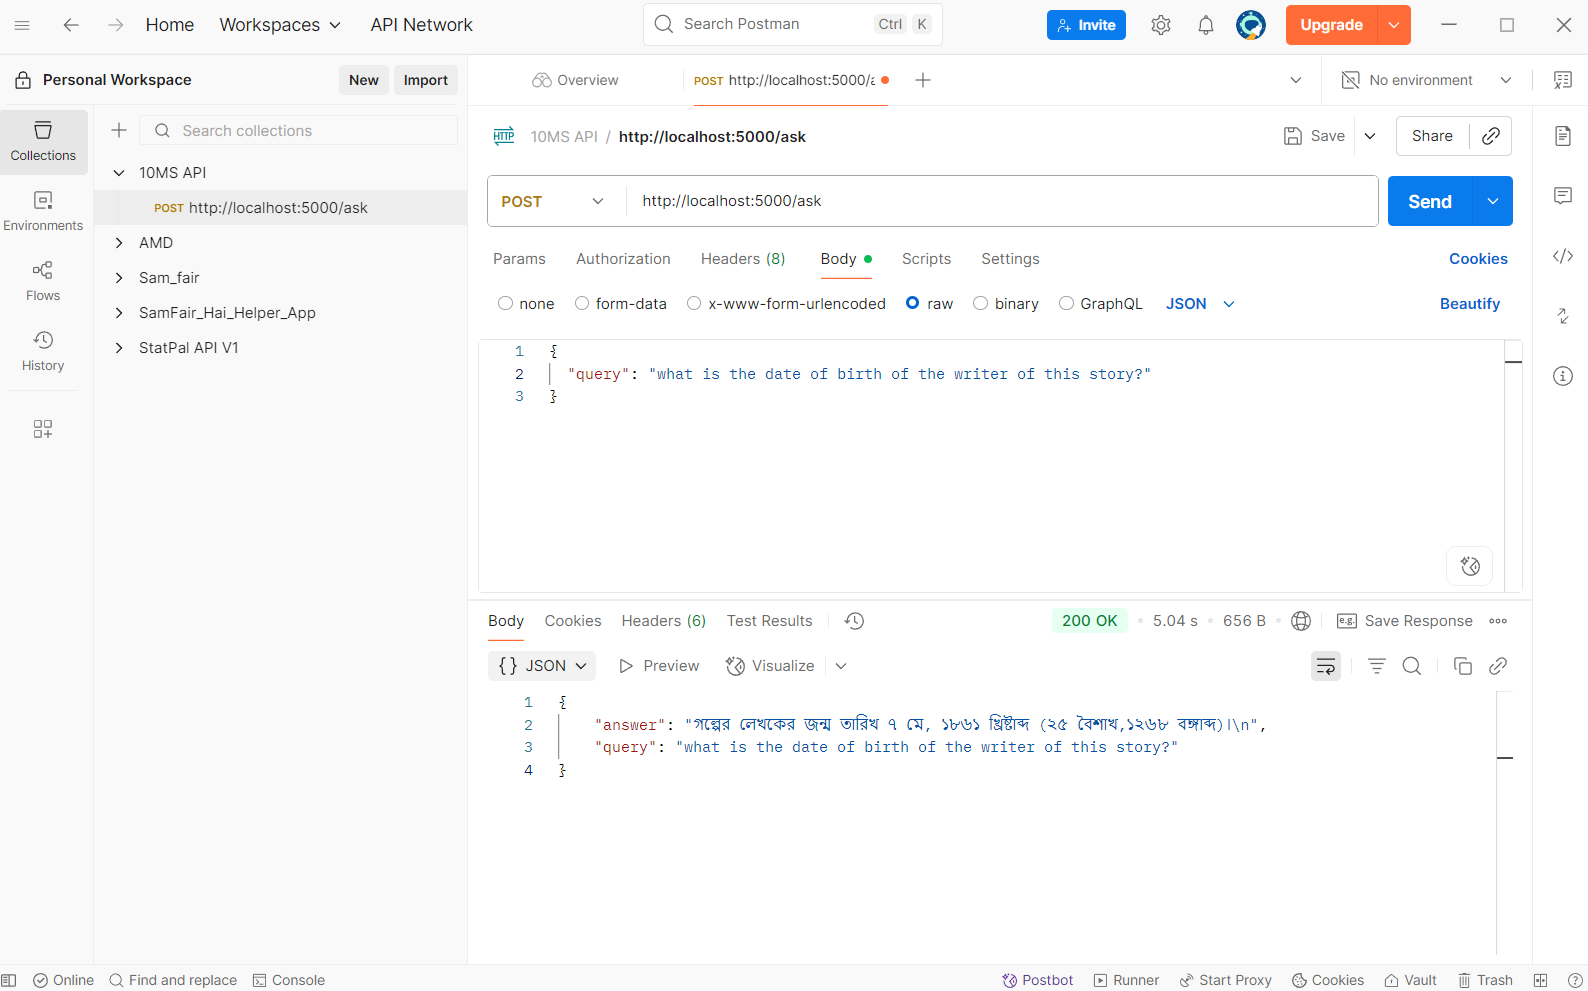 Home Workspaces API Network
Search Postman Ctrl K
Invite
Upgrade
Personal Workspace New Import
Overview
POST http://localhost:5000/a
No environment
Collections
Environments
Flows
History
Search collections
10MS API
POST http://localhost:5000/ask
AMD
Sam_fair
SamFair_Hai_Helper_App
StatPal API V1
HTTP 10MS API / http://localhost:5000/ask
Save Share
POST http://localhost:5000/ask Send
Params Authorization Headers (8) Body Scripts Settings Cookies
none form-data x-www-form-urlencoded raw binary GraphQL JSON Beautify
1 {
2 "query": "what is the date of birth of the writer of this story?"
3 }
Body Cookies Headers (6) Test Results 200 OK • 5.04 s • 656 B • e.g. Save Response
{} JSON Preview Visualize
1 {
2 "answer": "গল্পের লেখকের জন্ম তারিখ ৭ মে, ১৮৬১ খ্রিষ্টাব্দ (২৫ বৈশাখ,১২৬৮ বঙ্গাব্দ)।\n",
3 "query": "what is the date of birth of the writer of this story?"
4 }
Online Find and replace Console Postbot Runner Start Proxy Cookies Vault Trash